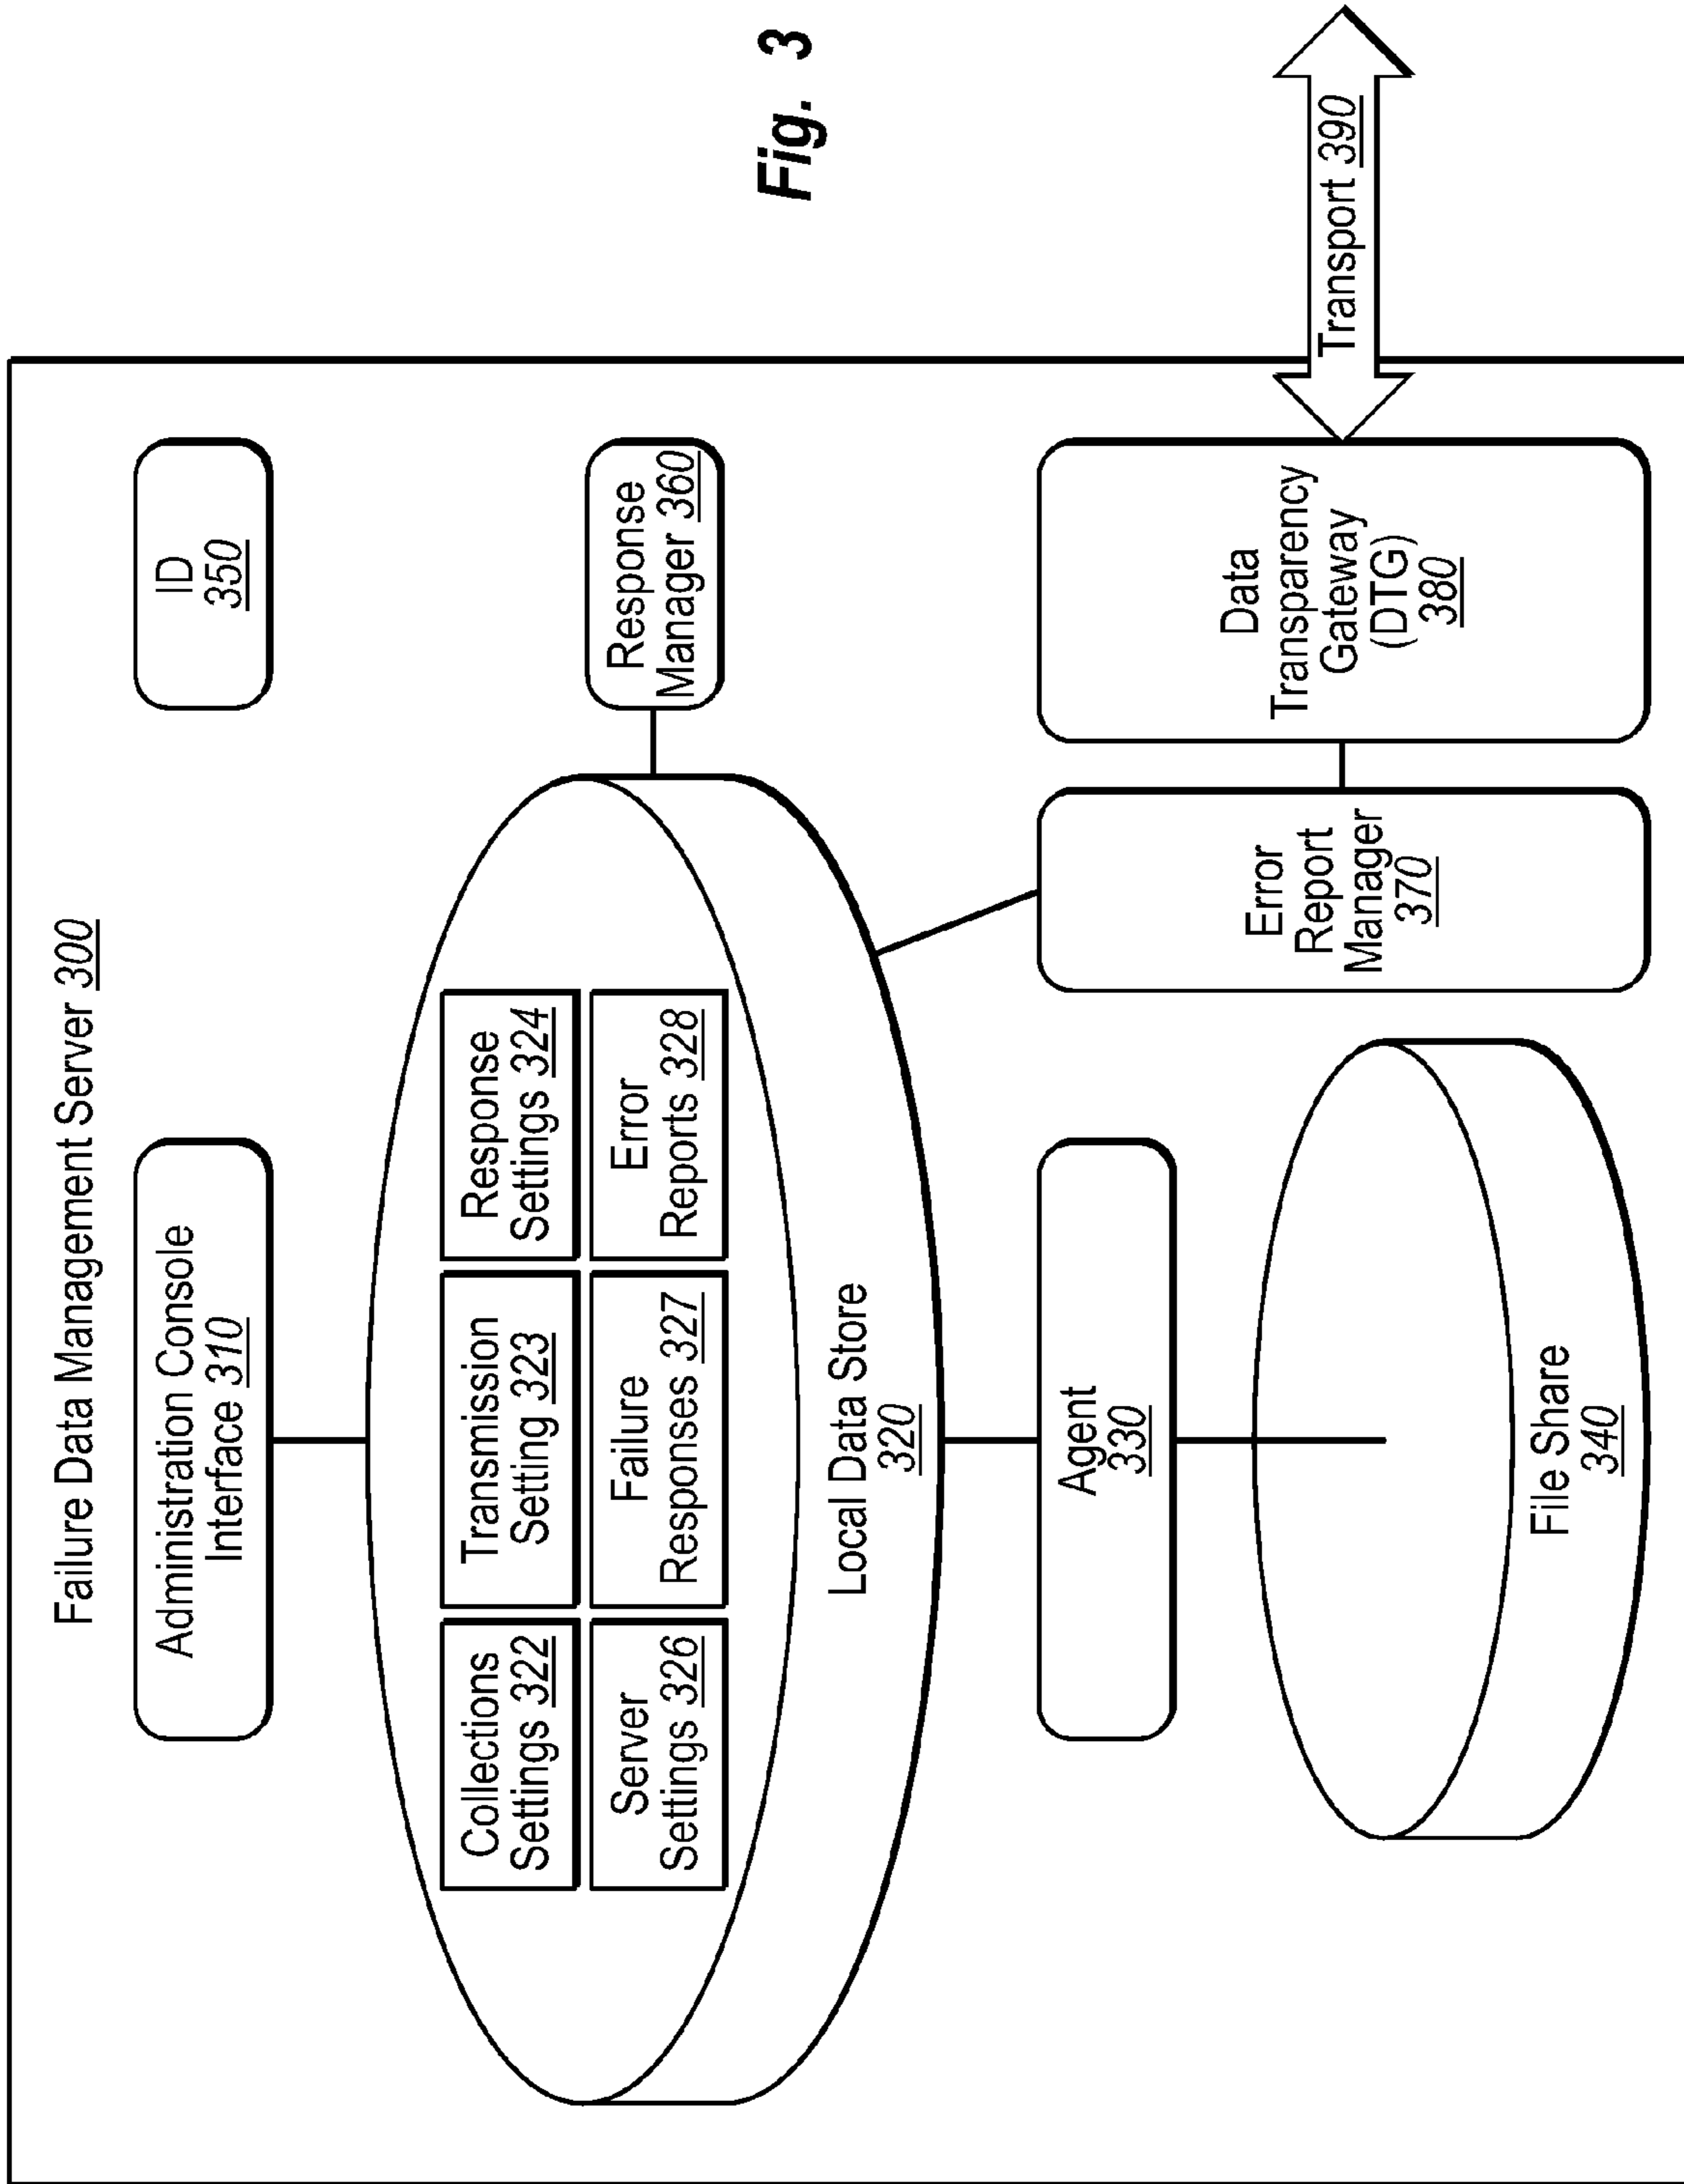 Failure Data Management Server 300
Administration Console
Interface 310
ID
350
Collections
Settings 322
Transmission
Setting 323
Response
Settings 324
Server
Settings 326
Failure
Responses 327
Error
Reports 328
Local Data Store
320
Response
Manager 360
Agent
330
File Share
340
Error
Report
Manager
370
Data
Transparency
Gateway
(DTG)
380
Transport 390
Fig. 3